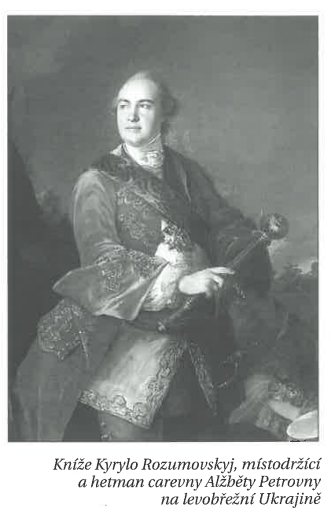 Kníže Kyrylo Rozumovskyj, místodržící
a hetman carevny Alžběty Petrovny
na levobřežní Ukrajině